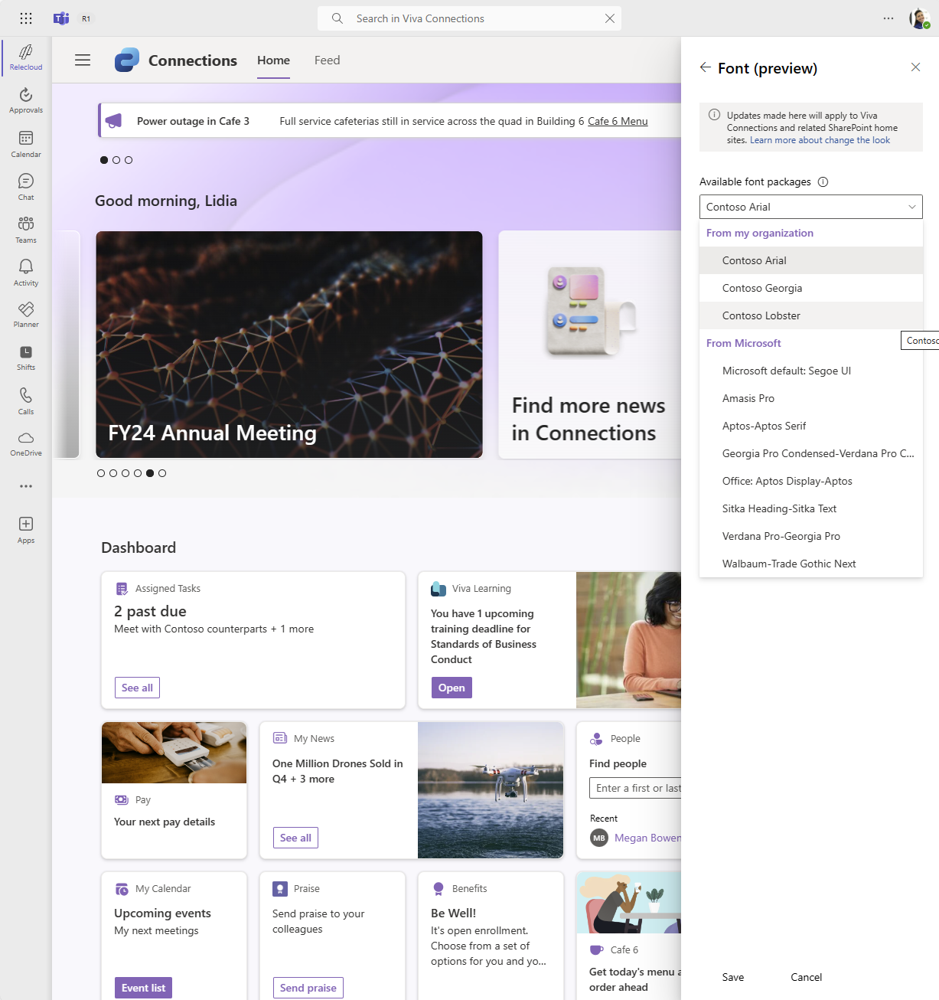 R1
Search in Viva Connections
Relecloud
Approvals
Calendar
Chat
Teams
Activity
Planner
Shifts
Calls
OneDrive
Apps
Connections
Home
Feed
Power outage in Cafe 3
Full service cafeterias still in service across the quad in Building 6 Cafe 6 Menu
Good morning, Lidia
FY24 Annual Meeting
Find more news
in Connections
Dashboard
Assigned Tasks
2 past due
Meet with Contoso counterparts + 1 more
See all
Viva Learning
You have 1 upcoming
training deadline for
Standards of Business
Conduct
Open
Pay
Your next pay details
My News
One Million Drones Sold in
Q4 + 3 more
See all
People
Find people
Enter a first or last
Recent
MB
Megan Bowen
My Calendar
Upcoming events
My next meetings
Event list
Praise
Send praise to your
colleagues
Send praise
Benefits
Be Well!
It's open enrollment.
Choose from a set of
options for you and yo...
Cafe 6
Get today's menu a
order ahead
Font (preview)
Updates made here will apply to Viva
Connections and related SharePoint home
sites. Learn more about change the look
Available font packages
Contoso Arial
From my organization
Contoso Arial
Contoso Georgia
Contoso Lobster
Contoso
From Microsoft
Microsoft default: Segoe UI
Amasis Pro
Aptos-Aptos Serif
Georgia Pro Condensed-Verdana Pro C...
Office: Aptos Display-Aptos
Sitka Heading-Sitka Text
Verdana Pro-Georgia Pro
Walbaum-Trade Gothic Next
Save
Cancel